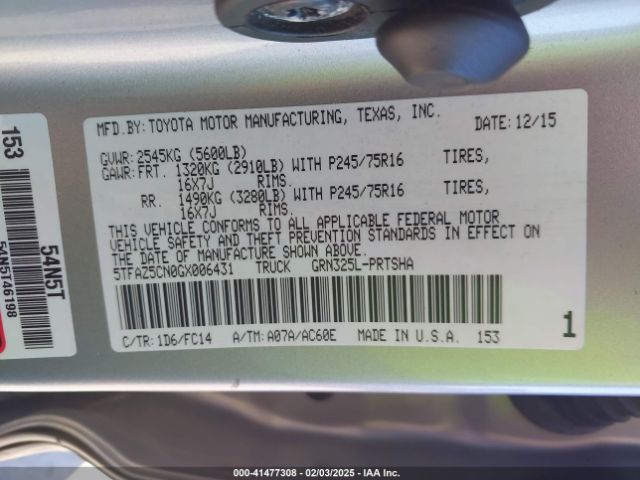 MFD.BY: TOYOTA MOTOR MANUFACTURING, TEXAS, INC. DATE: 12/15
GVWR: 2545KG (5600LB)
GAWR: FRT. 1320KG (2910LB) WITH P245/75R16 TIRES,
16X7J RIMS.
RR. 1490KG (3280LB) WITH P245/75R16 TIRES,
16X7J RIMS.
THIS VEHICLE CONFORMS TO ALL APPLICABLE FEDERAL MOTOR
VEHICLE SAFETY AND THEFT PREVENTION STANDARDS IN EFFECT ON
THE DATE OF MANUFACTURE SHOWN ABOVE.
5TFAZ5CN0GX006431 TRUCK GRN325L-PRTSHA
C/TR: 1D6/FC14 A/TM: A07A/AC60E MADE IN U.S.A. 153
1
153
54N5T
54N5T46198
© 41477308 - 02/03/2025 - IAA Inc.